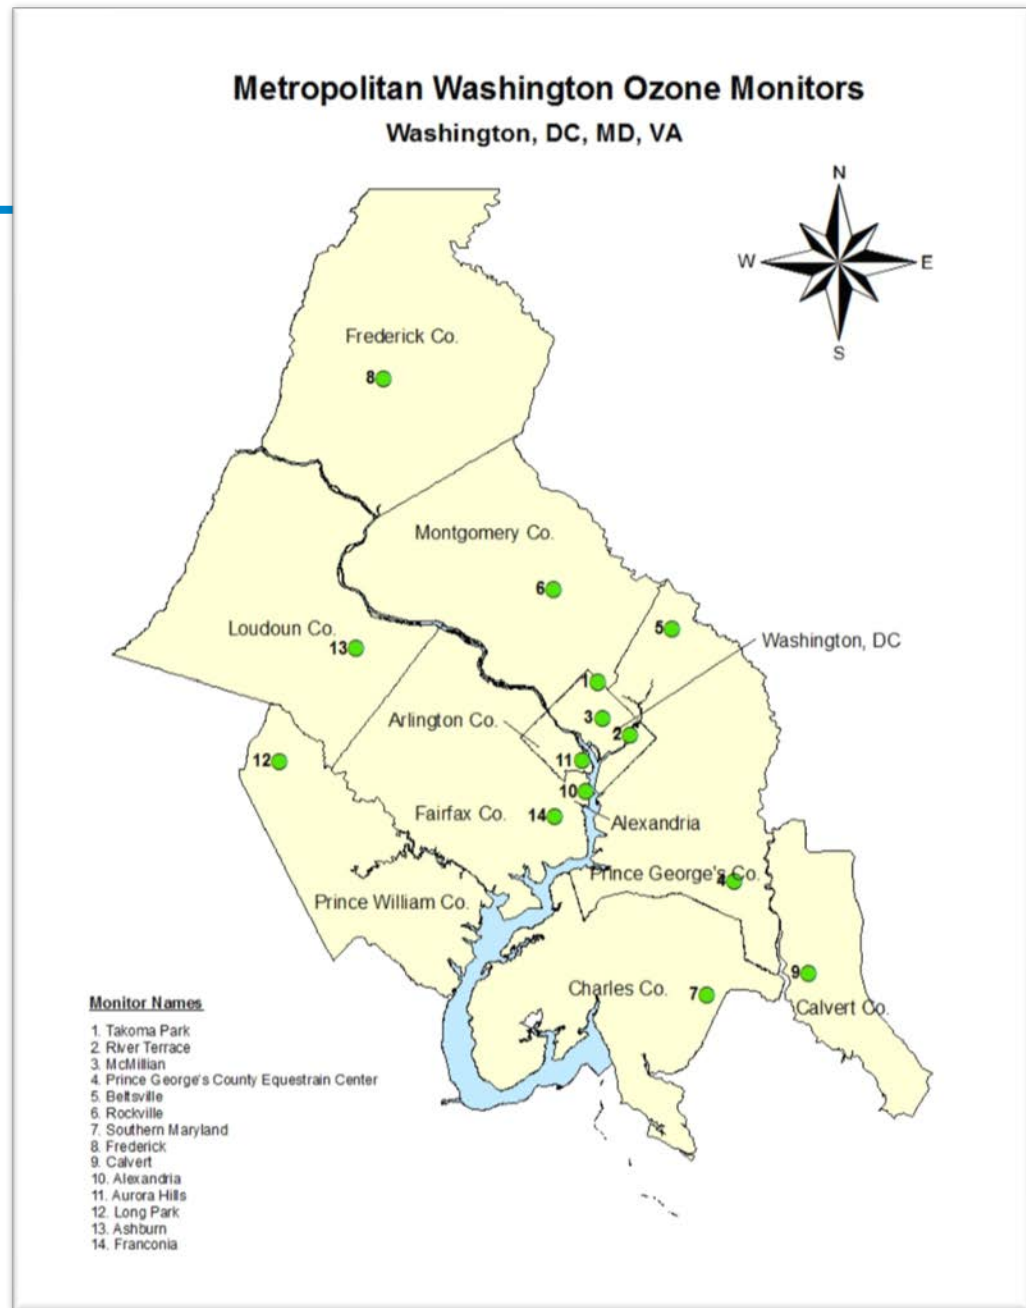 Metropolitan Washington Ozone Monitors
Washington, DC, MD, VA
N
W
E
S
Frederick Co.
8
Montgomery Co.
6
Loudoun Co.
13
5
Washington, DC
1
Arlington Co.
3
2
12
11
10
Fairfax Co.
14
Alexandria
Prince George's Co.
4
Prince William Co.
9
Charles Co.
7
Calvert Co.
Monitor Names
1. Takoma Park
2. River Terrace
3. McMillian
4. Prince George's County Equestrain Center
5. Beltsville
6. Rockville
7. Southern Maryland
8. Frederick
9. Calvert
10. Alexandria
11. Aurora Hills
12. Long Park
13. Ashburn
14. Franconia